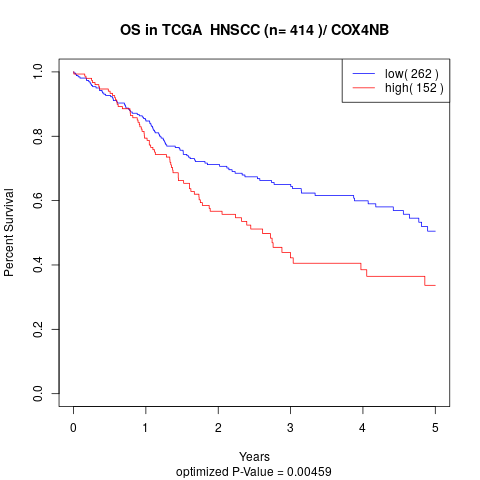 OS in TCGA  HNSCC (n= 414 )/ COX4NB
low( 262 )
high( 152 )
Percent Survival
1.0
0.8
0.6
0.4
0.2
0.0
0 1 2 3 4 5
Years
optimized P-Value = 0.00459